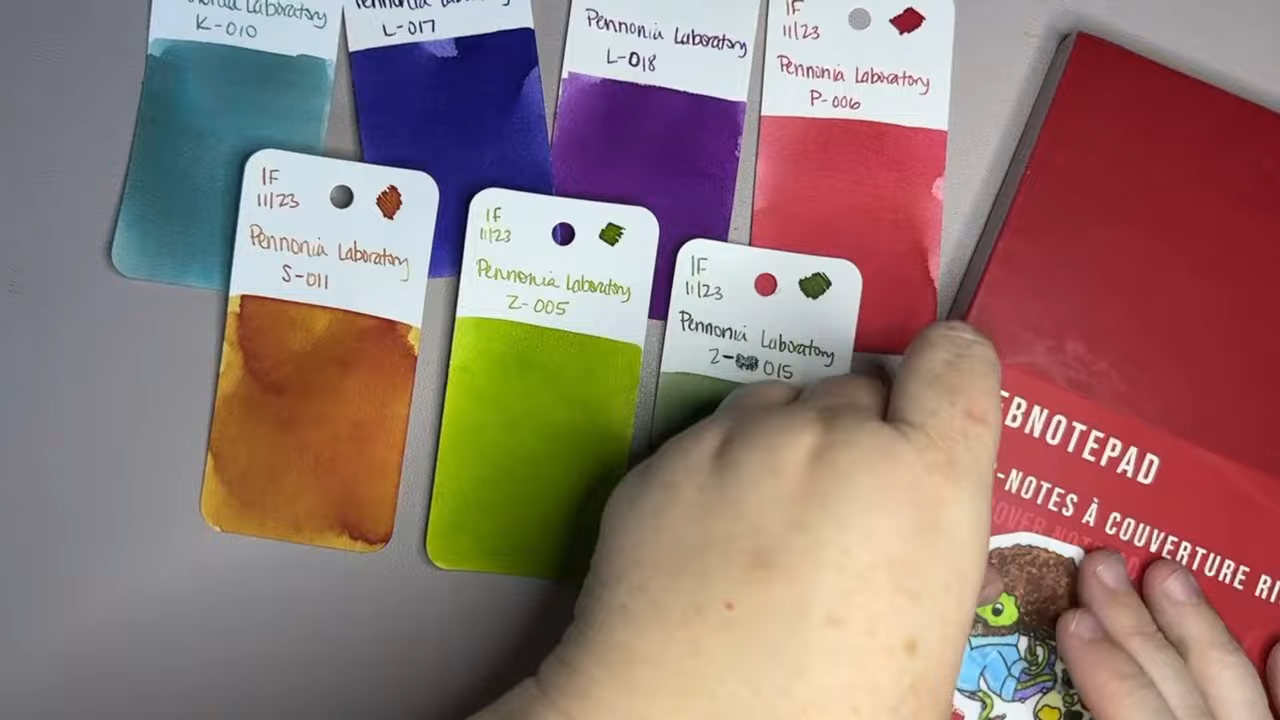 Laboratory
K-010
L-017
Pennonia Laboratory
L-018
IF
11/23
Pennonia Laboratory
P-006
IF
11/23
Pennonia Laboratory
S-011
IF
11/23
Pennonia Laboratory
Z-005
IF
11/23
Pennonia Laboratory
Z-015
EBNOTEPAD
-NOTES À COUVERTURE RI